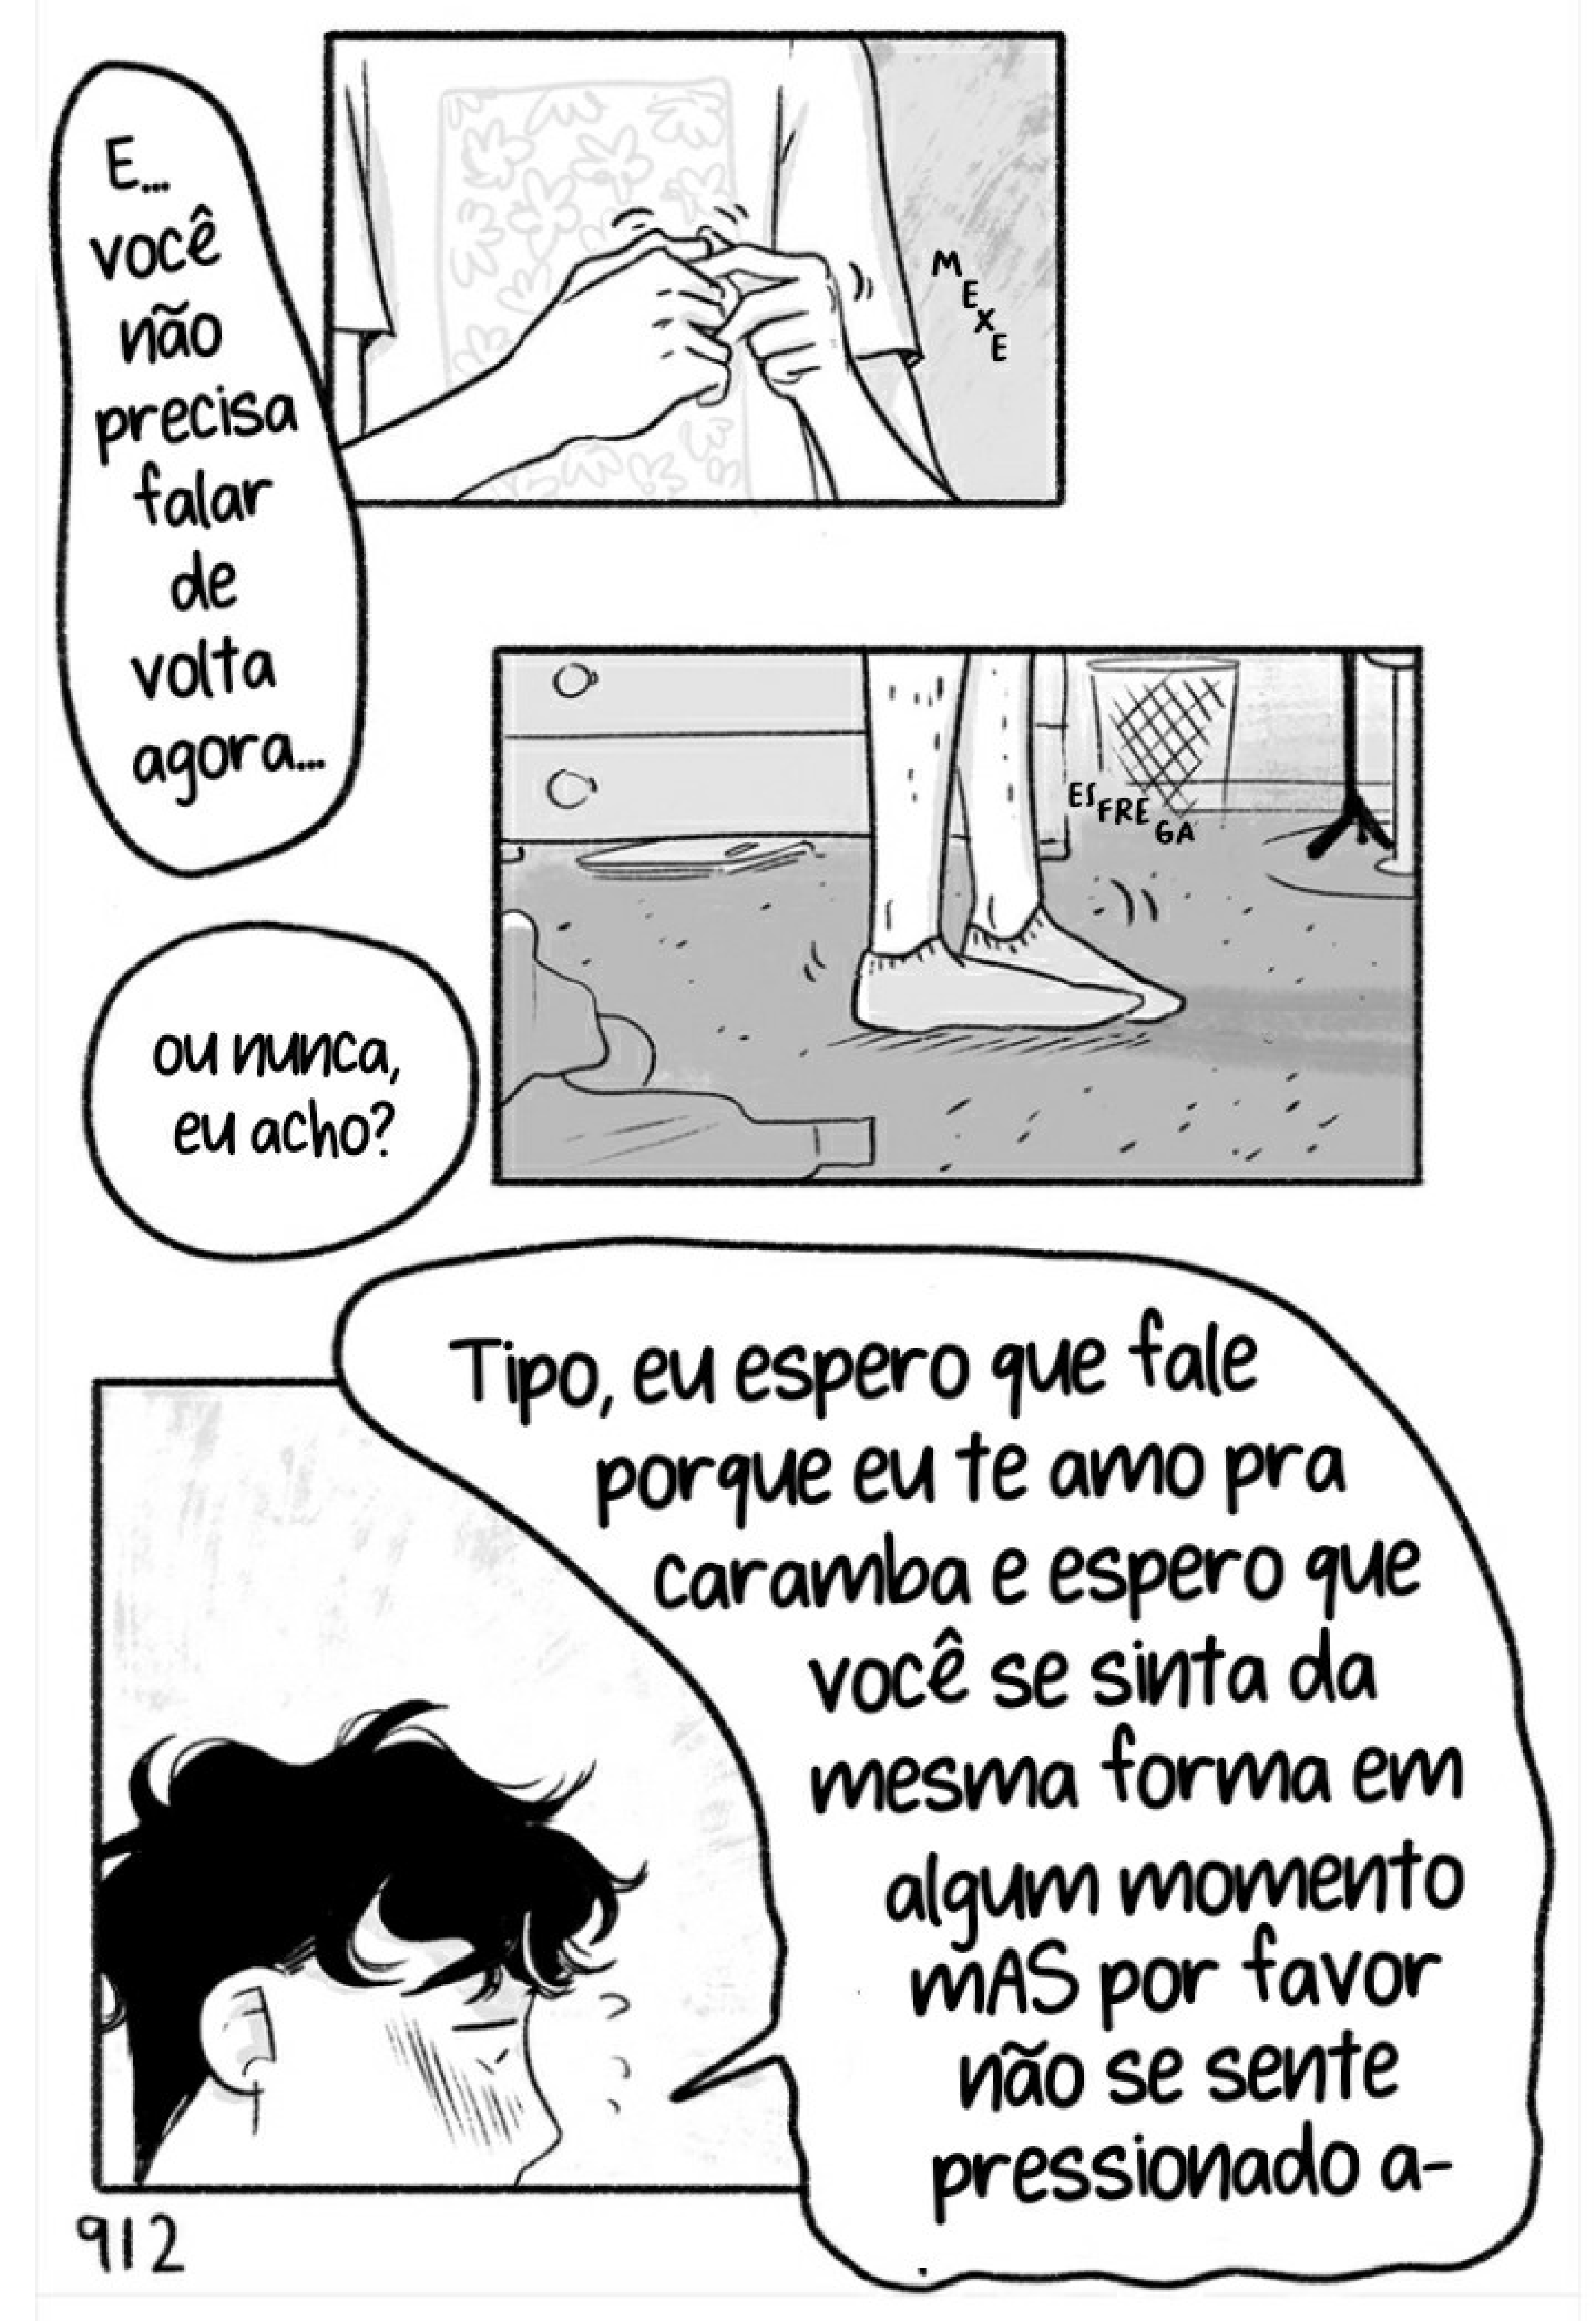 E...
você
não
precisa
falar
de
volta
agora...
MEXE
ESFREGA
ou nunca,
eu acho?
Tipo, eu espero que fale
porque eu te amo pra
caramba e espero que
você se sinta da
mesma forma em
algum momento
MAS por favor
não se sente
pressionado a-
912